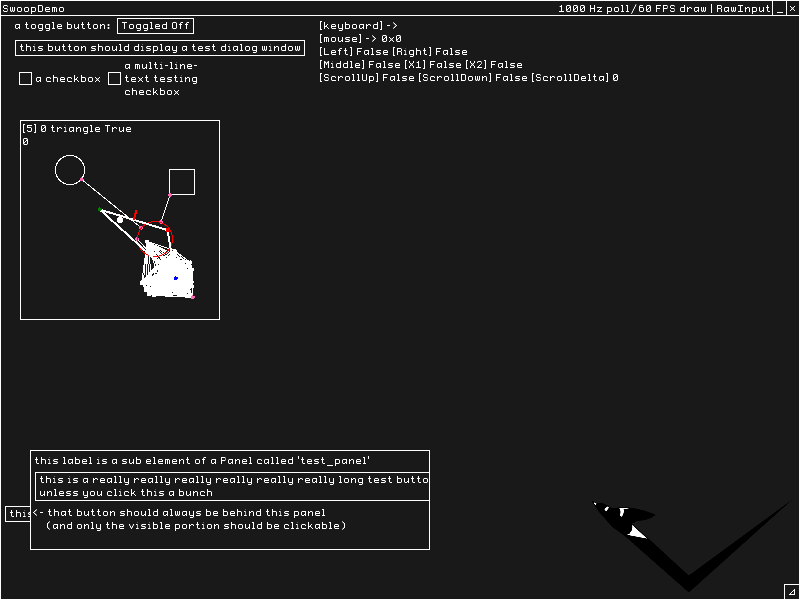 SwoopDemo
1000 Hz poll/60 FPS draw|RawInput
a toggle button: Toggled Off
this button should display a test dialog window
a checkbox
a multi-line-
text testing
checkbox
[keyboard]->
[mouse]-> 0x0
[Left]False[Right]False
[Middle]False[X1]False[X2]False
[ScrollUp]False[ScrollDown]False[ScrollDelta]0
[5]0 triangle True
0
this label is a sub element of a Panel called 'test_panel'
this is a really really really really really really long test butto
unless you click this a bunch
this
<- that button should always be behind this panel
(and only the visible portion should be clickable)